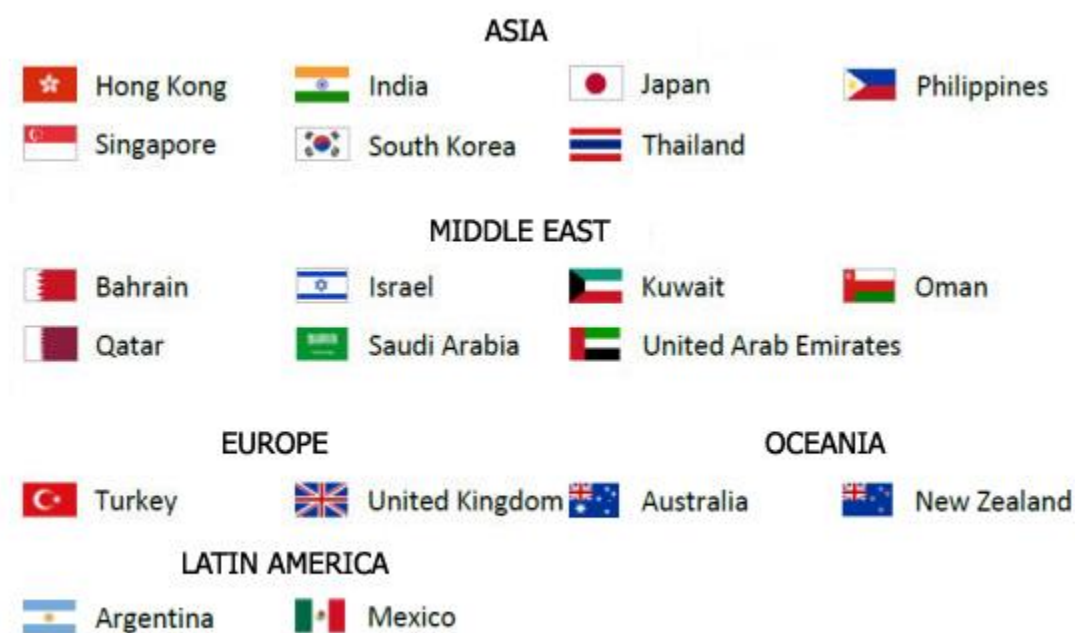 ASIA
Hong Kong India Japan Philippines
Singapore South Korea Thailand
MIDDLE EAST
Bahrain Israel Kuwait Oman
Qatar Saudi Arabia United Arab Emirates
EUROPE OCEANIA
Turkey United Kingdom Australia New Zealand
LATIN AMERICA
Argentina Mexico